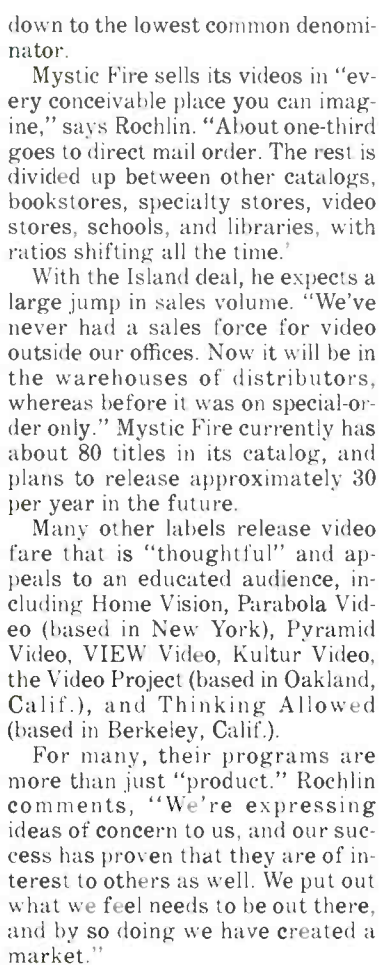 down to the lowest common denomi-
nator.
Mystic Fire sells its videos in “ev-
ery conceivable place you can imag-
ine,” says Rochlin. “About one-third
goes to direct mail order. The rest is
divided up between other catalogs,
bookstores, specialty stores, video
stores, schools, and libraries, with
ratios shifting all the time.’
With the Island deal, he expects a
large jump in sales volume. “We’ve
never had a sales force for video
outside our offices. Now it will be in
the warehouses of distributors,
whereas before it was on special-or-
der only.” Mystic Fire currently has
about 80 titles in its catalog, and
plans to release approximately 30
per year in the future.
Many other labels release video
fare that is “thoughtful” and ap-
peals to an educated audience, in-
cluding Home Vision, Parabola Vid-
eo (based in New York), Pyramid
Video, VIEW Video, Kultur Video,
the Video Project (based in Oakland,
Calif.), and Thinking Allowed
(based in Berkeley, Calif.).
For many, their programs are
more than just “product.” Rochlin
comments, “We’re expressing
ideas of concern to us, and our suc-
cess has proven that they are of in-
terest to others as well. We put out
what we feel needs to be out there,
and by so doing we have created a
market.”